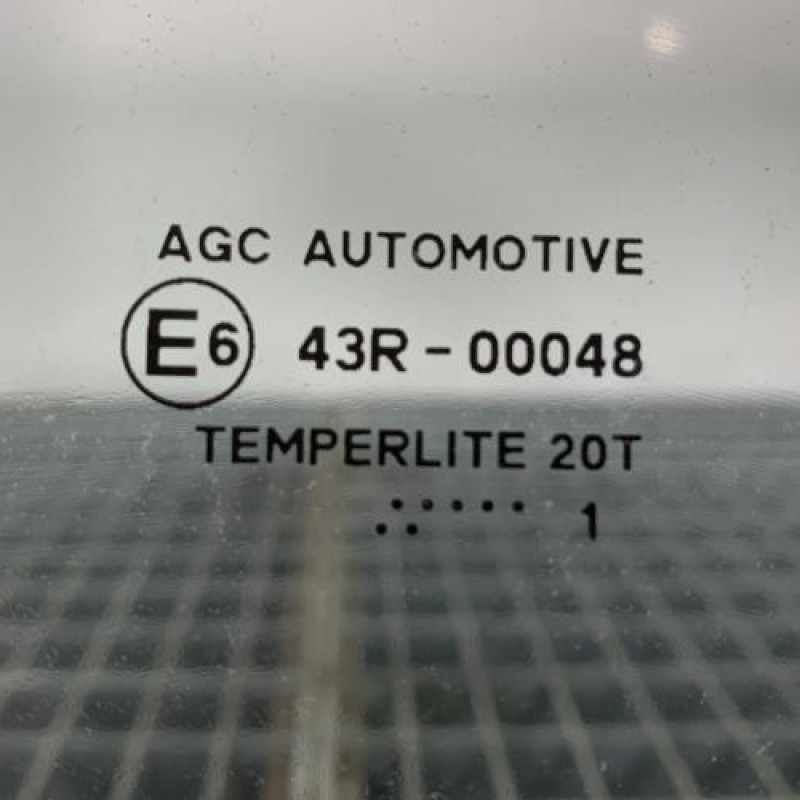 AGC AUTOMOTIVE
E6 43R-00048
TEMPERLITE 20T
.:..... 1